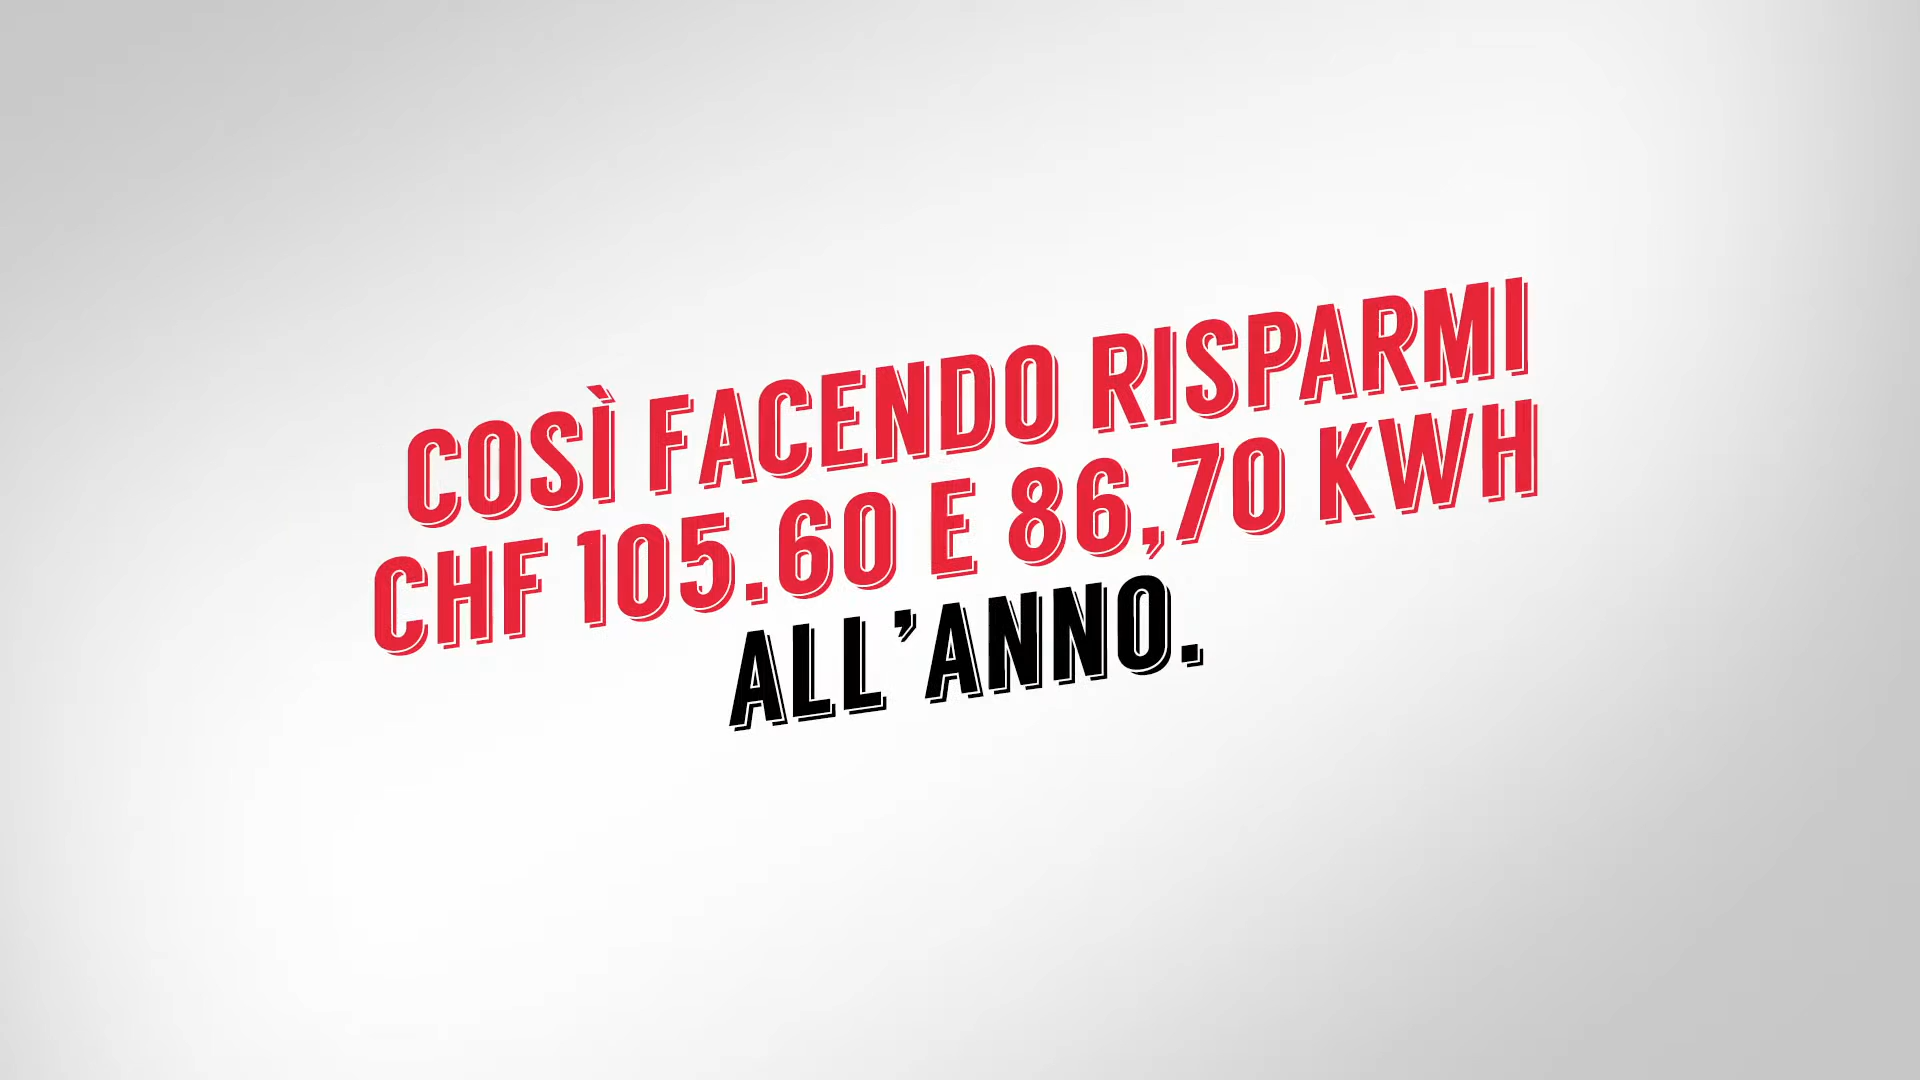 COSÌ FACENDO RISPARMI
CHF 105.60 E 86,70 KWH
ALL'ANNO.